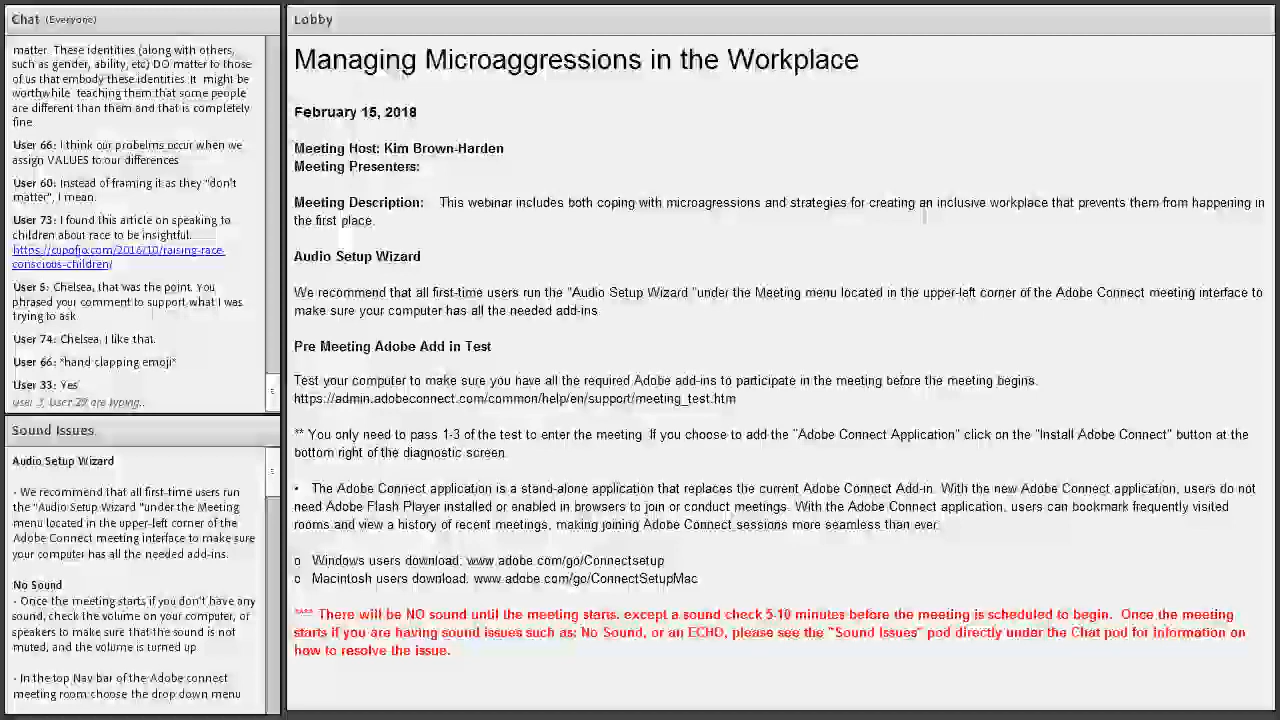 Chat (Everyone)
matter. These identities (along with others,
such as gender, ability, etc) DO matter to those
of us that embody these identities. It might be
worthwhile teaching them that some people
are different than them and that is completely
fine.
User 66: I think our probelms occur when we
assign VALUES to our differences
User 60: Instead of framing it as they "don't
matter", I mean.
User 73: I found this article on speaking to
children about race to be insightful.
https://cupofjo.com/2016/10/raising-race-
conscious-children/
User 5: Chelsea, that was the point. You
phrased your comment to support what I was
trying to ask
User 74: Chelsea, I like that.
User 66: *hand clapping emoji*
User 33: Yes
are typing..
Sound Issues
Audio Setup Wizard
· We recommend that all first-time users run
the "Audio Setup Wizard "under the Meeting
menu located in the upper-left corner of the
Adobe Connect meeting interface to make sure
your computer has all the needed add-ins.
No Sound
· Once the meeting starts if you don't have any
sound, check the volume on your computer, or
speakers to make sure that the sound is not
muted, and the volume is turned up.
· In the top Nav bar of the Adobe connect
meeting room choose the drop down menu
Lobby
Managing Microaggressions in the Workplace
February 15, 2018
Meeting Host: Kim Brown-Harden
Meeting Presenters:
Meeting Description: This webinar includes both coping with microagressions and strategies for creating an inclusive workplace that prevents them from happening in
the first place.
Audio Setup Wizard
We recommend that all first-time users run the "Audio Setup Wizard "under the Meeting menu located in the upper-left corner of the Adobe Connect meeting interface to
make sure your computer has all the needed add-ins
Pre Meeting Adobe Add in Test
Test your computer to make sure you have all the required Adobe add-ins to participate in the meeting before the meeting begins.
https://admin.adobeconnect.com/common/help/en/support/meeting_test.htm
** You only need to pass 1-3 of the test to enter the meeting. If you choose to add the "Adobe Connect Application" click on the "Install Adobe Connect" button at the
bottom right of the diagnostic screen.
• The Adobe Connect application is a stand-alone application that replaces the current Adobe Connect Add-in. With the new Adobe Connect application, users do not
need Adobe Flash Player installed or enabled in browsers to join or conduct meetings. With the Adobe Connect application, users can bookmark frequently visited
rooms and view a history of recent meetings, making joining Adobe Connect sessions more seamless than ever.
o Windows users download: www.adobe.com/go/Connectsetup
o Macintosh users download: www.adobe.com/go/ConnectSetupMac
**** There will be NO sound until the meeting starts, except a sound check 5-10 minutes before the meeting is scheduled to begin. Once the meeting
starts if you are having sound issues such as: No Sound, or an ECHO, please see the "Sound Issues" pod directly under the Chat pod for information on
how to resolve the issue.